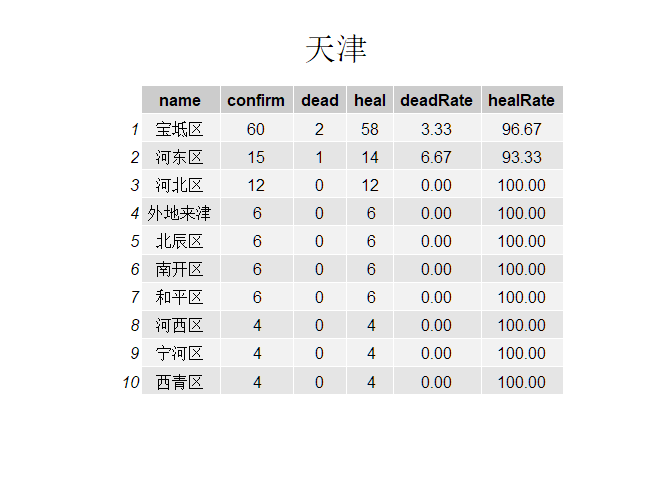 天津
name confirm dead heal deadRate healRate
1 宝坻区 60 2 58 3.33 96.67
2 河东区 15 1 14 6.67 93.33
3 河北区 12 0 12 0.00 100.00
4 外地来津 6 0 6 0.00 100.00
5 北辰区 6 0 6 0.00 100.00
6 南开区 6 0 6 0.00 100.00
7 和平区 6 0 6 0.00 100.00
8 河西区 4 0 4 0.00 100.00
9 宁河区 4 0 4 0.00 100.00
10 西青区 4 0 4 0.00 100.00